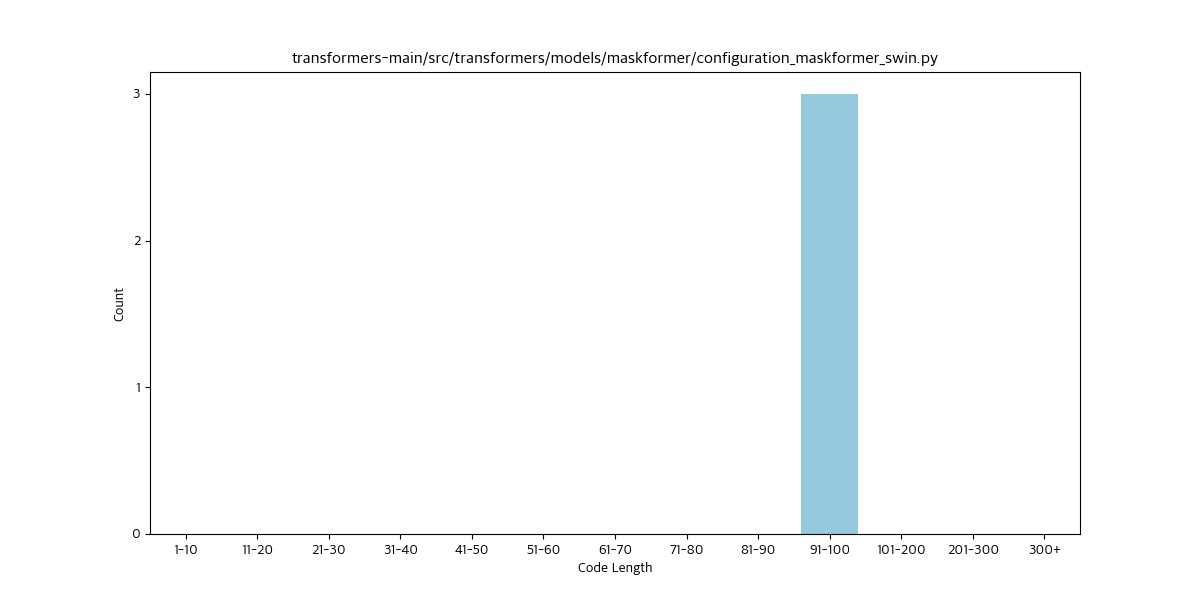 transformers-main/src/transformers/models/maskformer/configuration_maskformer_swin.py
3
2
1
0
Count
1-10 11-20 21-30 31-40 41-50 51-60 61-70 71-80 81-90 91-100 101-200 201-300 300+
Code Length